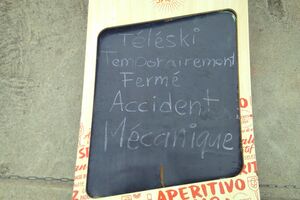 Téléski
Temporairement
Fermé
Accident
Mécanique
APERITIVO